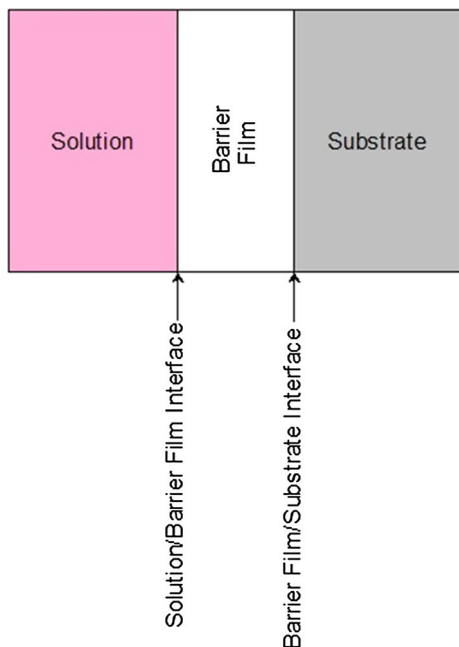 Solution
Barrier
Film
Substrate
Solution/Barrier Film Interface
Barrier Film/Substrate Interface